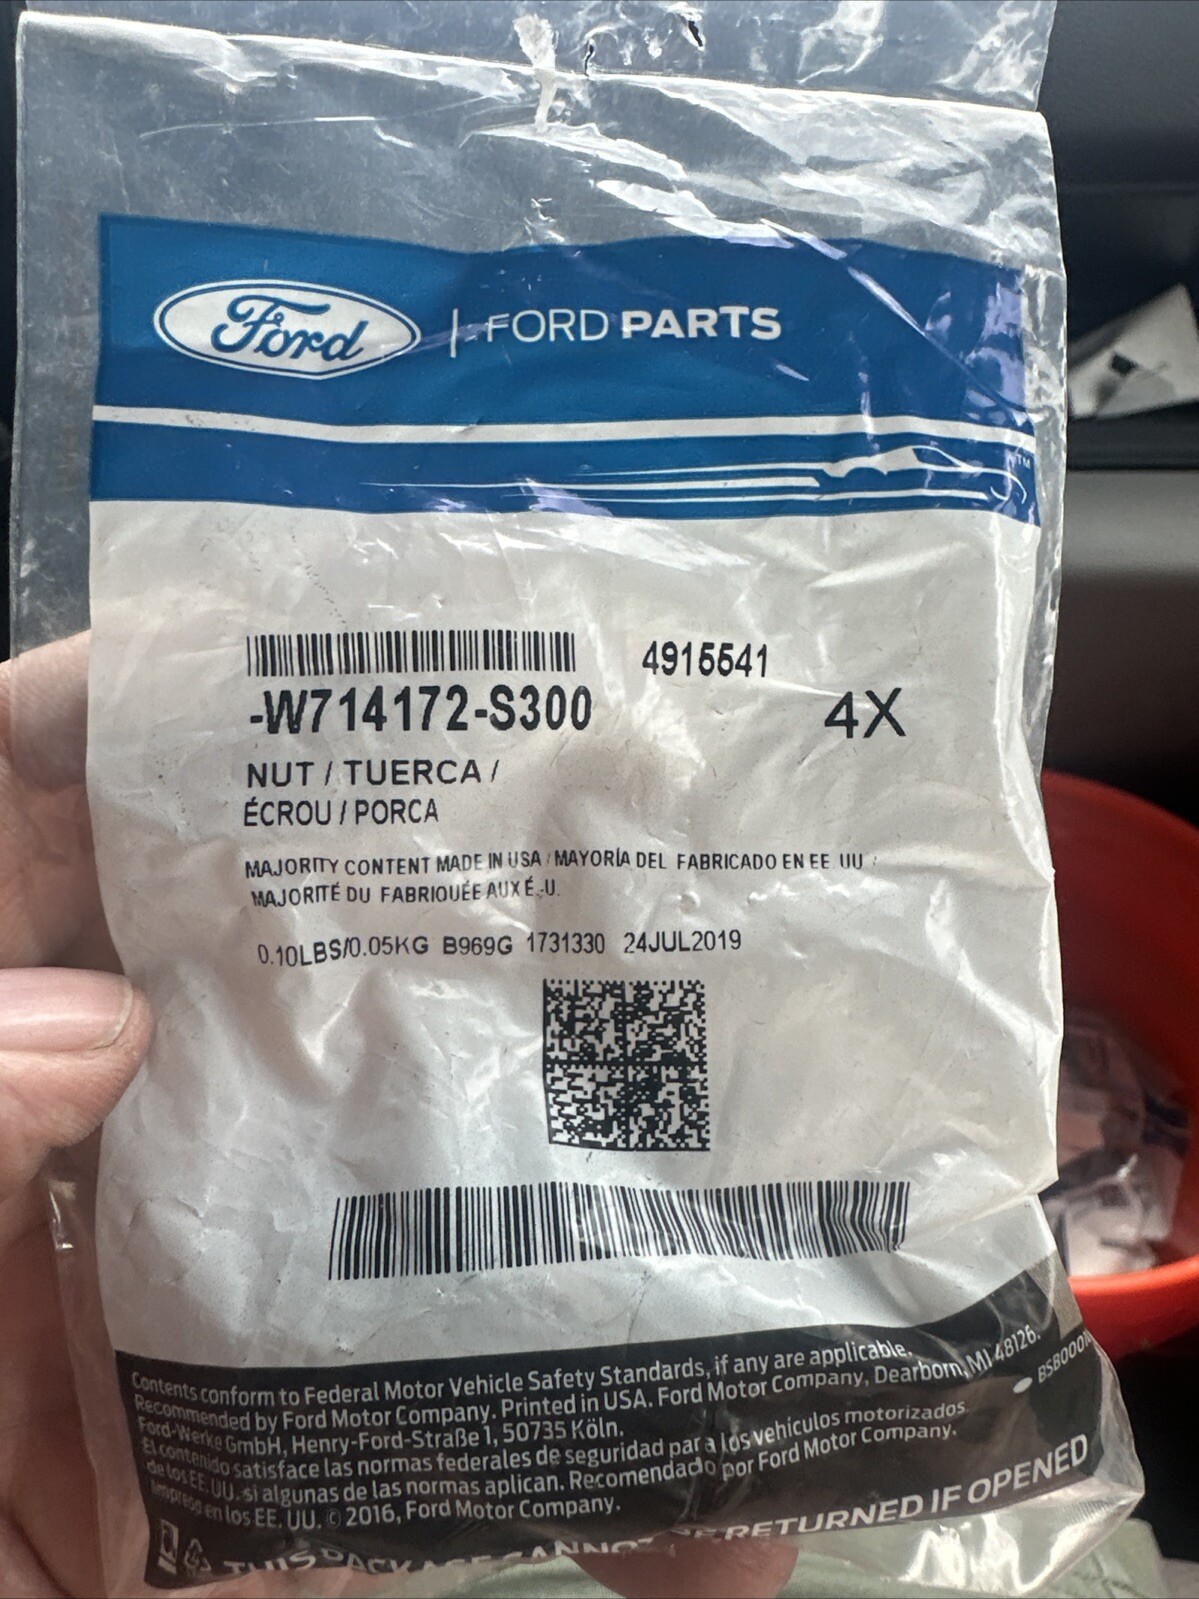 Ford | FORD PARTS
TM
4915541
-W714172-S300
4X
NUT / TUERCA /
ÉCROU / PORCA
MAJORITY CONTENT MADE IN USA / MAYORÍA DEL FABRICADO EN EE. UU /
MAJORITÉ DU FABRIQUÉE AUX É.-U.
0.10LBS/0.05KG B969G 1731330 24JUL2019
Contents conform to Federal Motor Vehicle Safety Standards, if any are applicable.
Recommended by Ford Motor Company. Printed in USA. Ford Motor Company, Dearborn, MI 48126.
Ford-Werke GmbH, Henry-Ford-Straße 1, 50735 Köln.
El contenido satisface las normas federales de seguridad para los vehículos motorizados
de los EE. UU. si algunas de las normas aplican. Recomendado por Ford Motor Company.
Impreso en los EE. UU. © 2016, Ford Motor Company.
THIS PACKAGE CANNOT BE RETURNED IF OPENED